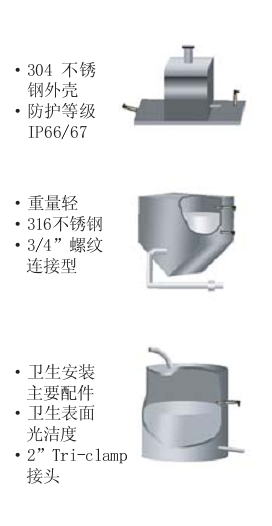 • 304 不锈
钢外壳
• 防护等级
IP66/67
• 重量轻
• 316不锈钢
• 3/4”螺纹
连接型
• 卫生安装
主要配件
• 卫生表面
光洁度
• 2”Tri-clamp
接头